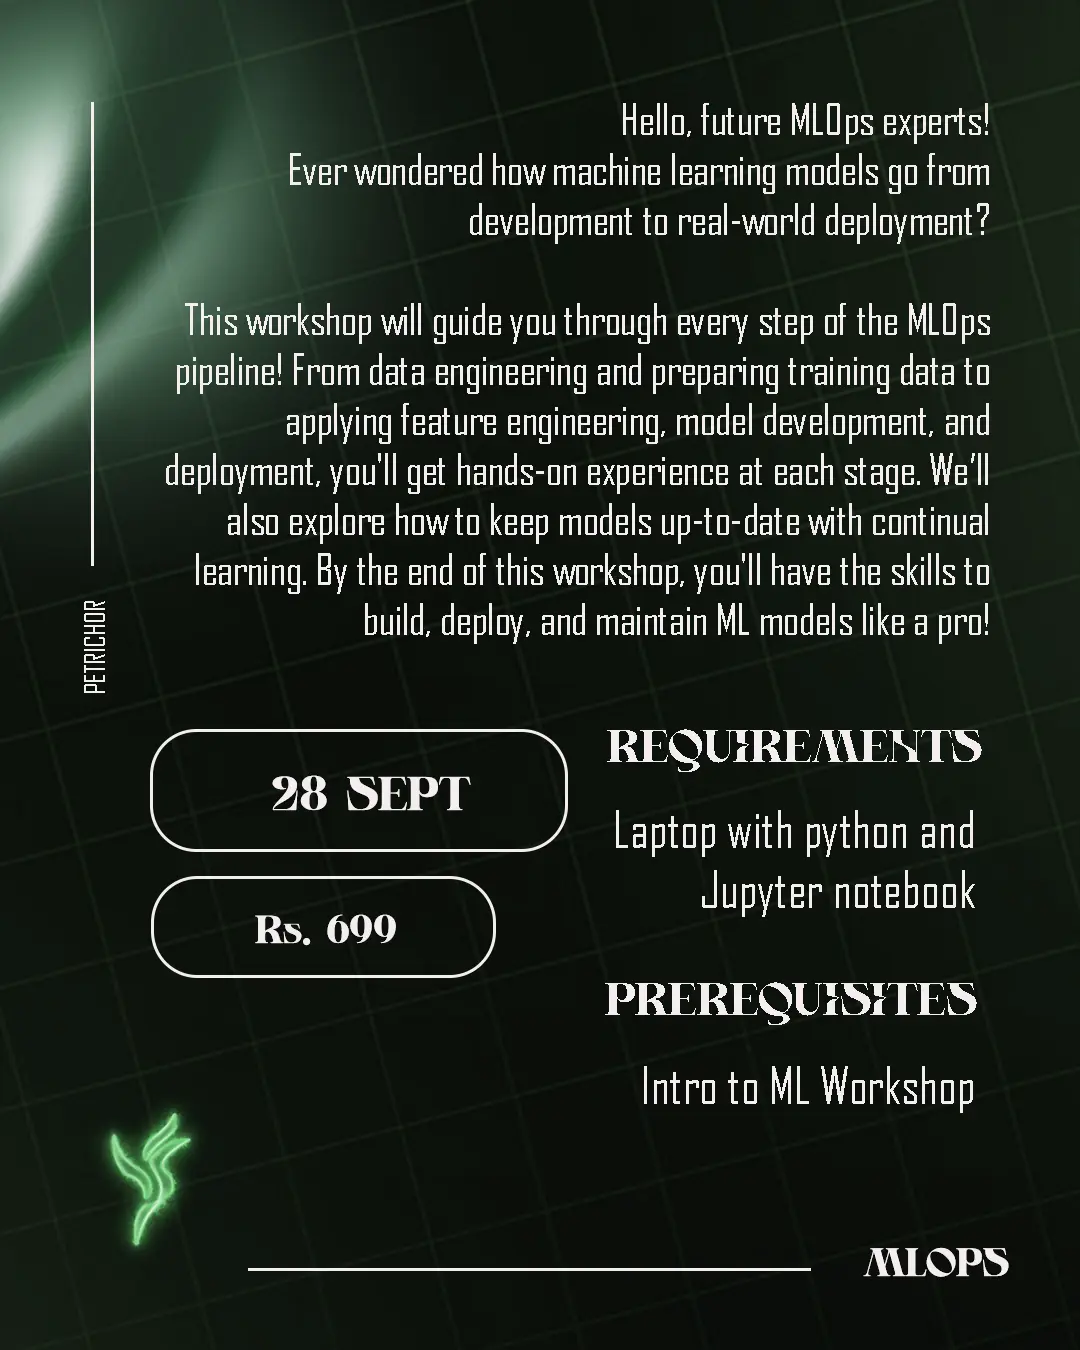 Hello, future MLOps experts!
Ever wondered how machine learning models go from
development to real-world deployment?
This workshop will guide you through every step of the MLOps
pipeline! From data engineering and preparing training data to
applying feature engineering, model development, and
deployment, you'll get hands-on experience at each stage. We’ll
also explore how to keep models up-to-date with continual
learning. By the end of this workshop, you'll have the skills to
build, deploy, and maintain ML models like a pro!
PETRICHOR
28 SEPT
Rs. 699
REQUIREMENTS
Laptop with python and
Jupyter notebook
PREREQUISITES
Intro to ML Workshop
MLOPS